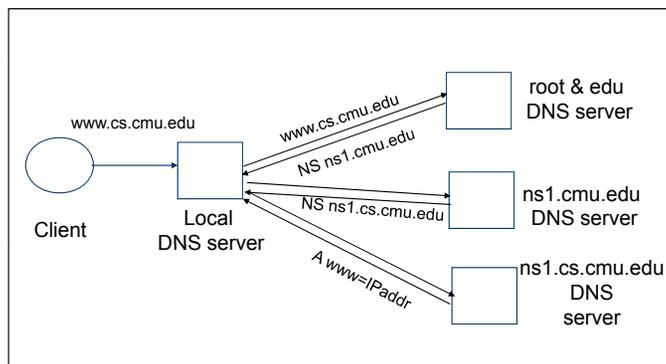 www.cs.cmu.edu
Client
Local
DNS server
www.cs.cmu.edu
NS ns1.cmu.edu
root & edu
DNS server
NS ns1.cs.cmu.edu
ns1.cmu.edu
DNS server
A www=IPaddr
ns1.cs.cmu.edu
DNS
server